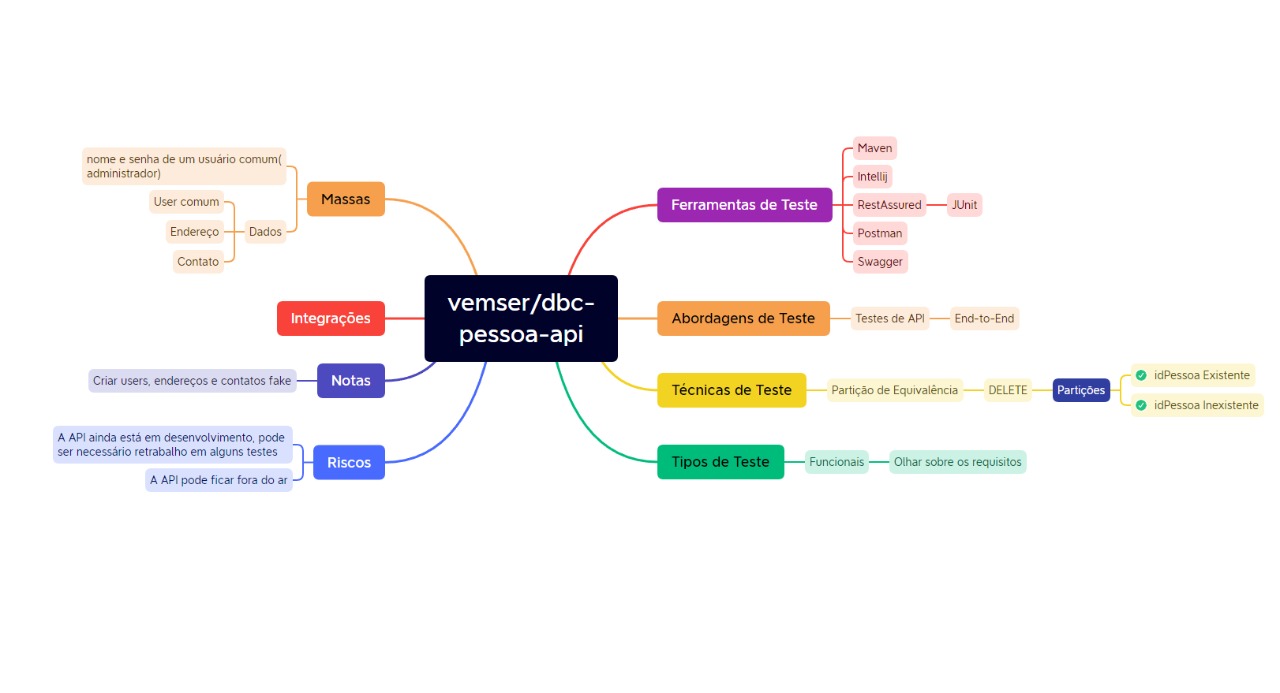 vemser/dbc-
pessoa-api
Massas
nome e senha de um usuário comum(
administrador)
Dados
User comum
Endereço
Contato
Integrações
Notas
Criar users, endereços e contatos fake
Riscos
A API ainda está em desenvolvimento, pode
ser necessário retrabalho em alguns testes
A API pode ficar fora do ar
Ferramentas de Teste
Maven
Intellij
RestAssured
JUnit
Postman
Swagger
Abordagens de Teste
Testes de API
End-to-End
Técnicas de Teste
Partição de Equivalência
DELETE
Partições
idPessoa Existente
idPessoa Inexistente
Tipos de Teste
Funcionais
Olhar sobre os requisitos